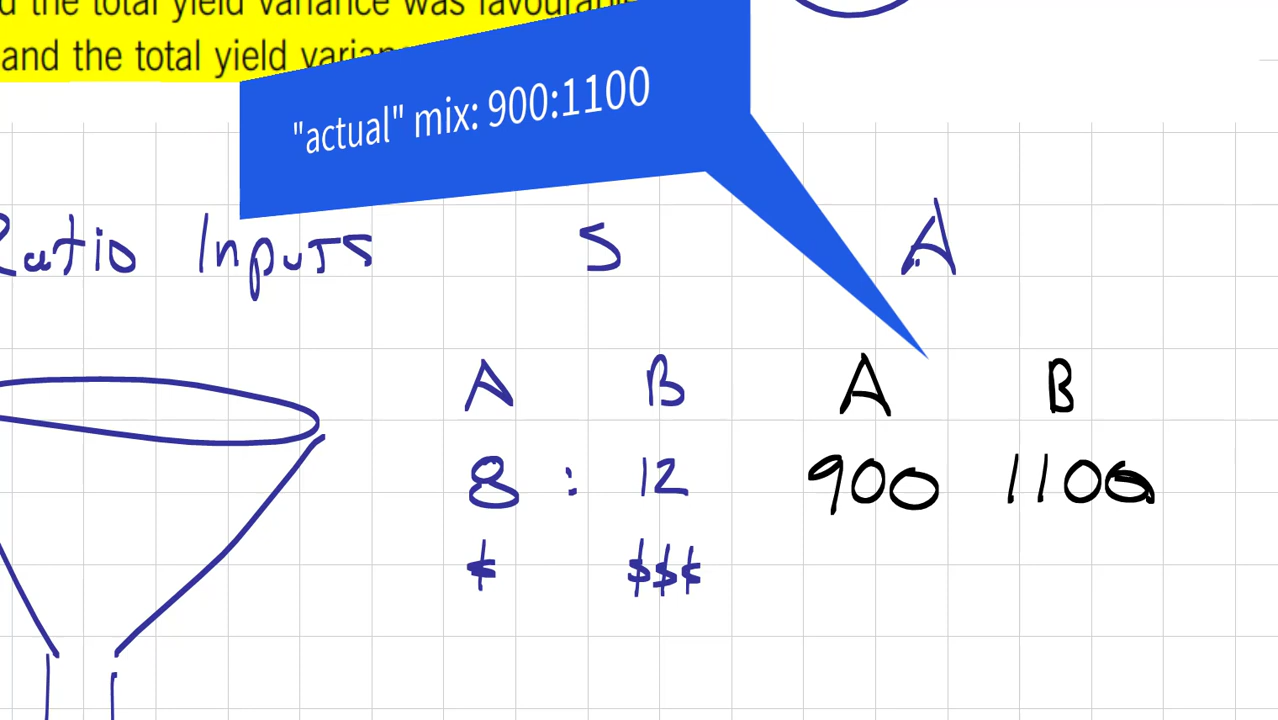 d the total yield variance was favourable
and the total yield varian
"actual" mix: 900:1100
Ratio Inputs S A
A B A B
8 : 12 900 1100
$ $$$